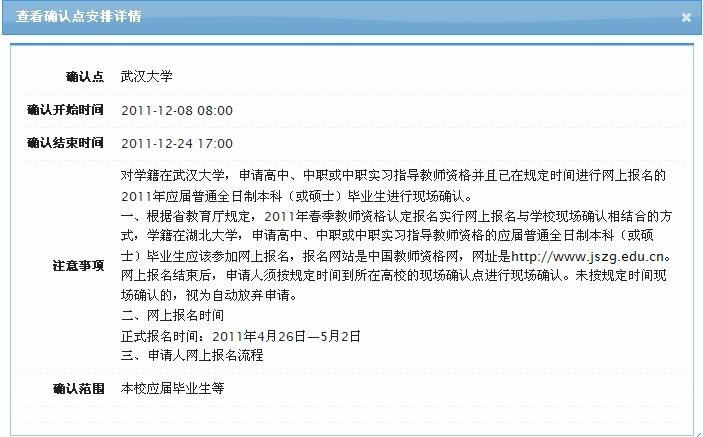 查看确认点安排详情
确认点 武汉大学
确认开始时间 2011-12-08 08:00
确认结束时间 2011-12-24 17:00
注意事项
对学籍在武汉大学，申请高中、中职或中职实习指导教师资格并且已在规定时间进行网上报名的
2011年应届普通全日制本科（或硕士）毕业生进行现场确认。
一、根据省教育厅规定，2011年春季教师资格认定报名实行网上报名与学校现场确认相结合的方
式，学籍在湖北大学，申请高中、中职或中职实习指导教师资格的应届普通全日制本科（或硕
士）毕业生应该参加网上报名，报名网站是中国教师资格网，网址是http://www.jszg.edu.cn。
网上报名结束后，申请人须按规定时间到所在高校的现场确认点进行现场确认。未按规定时间现
场确认的，视为自动放弃申请。
二、网上报名时间
正式报名时间：2011年4月26日—5月2日
三、申请人网上报名流程
确认范围 本校应届毕业生等